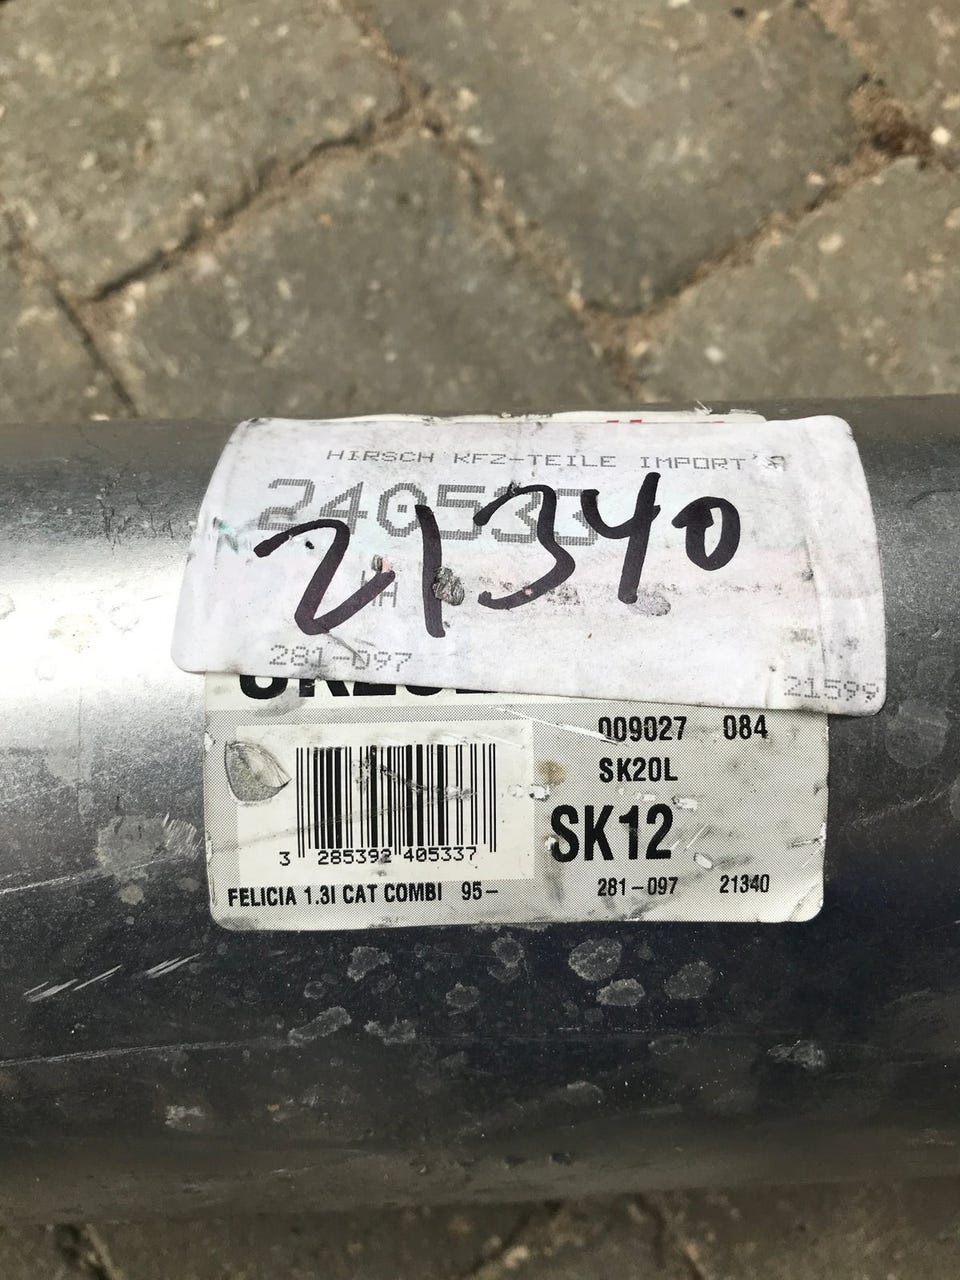 HIRSCH KFZ-TEILE IMPORT
240533
21340
281-097
21599
009027 084
SK20L
SK12
3 285392 405337
FELICIA 1.3I CAT COMBI 95-
281-097 21340